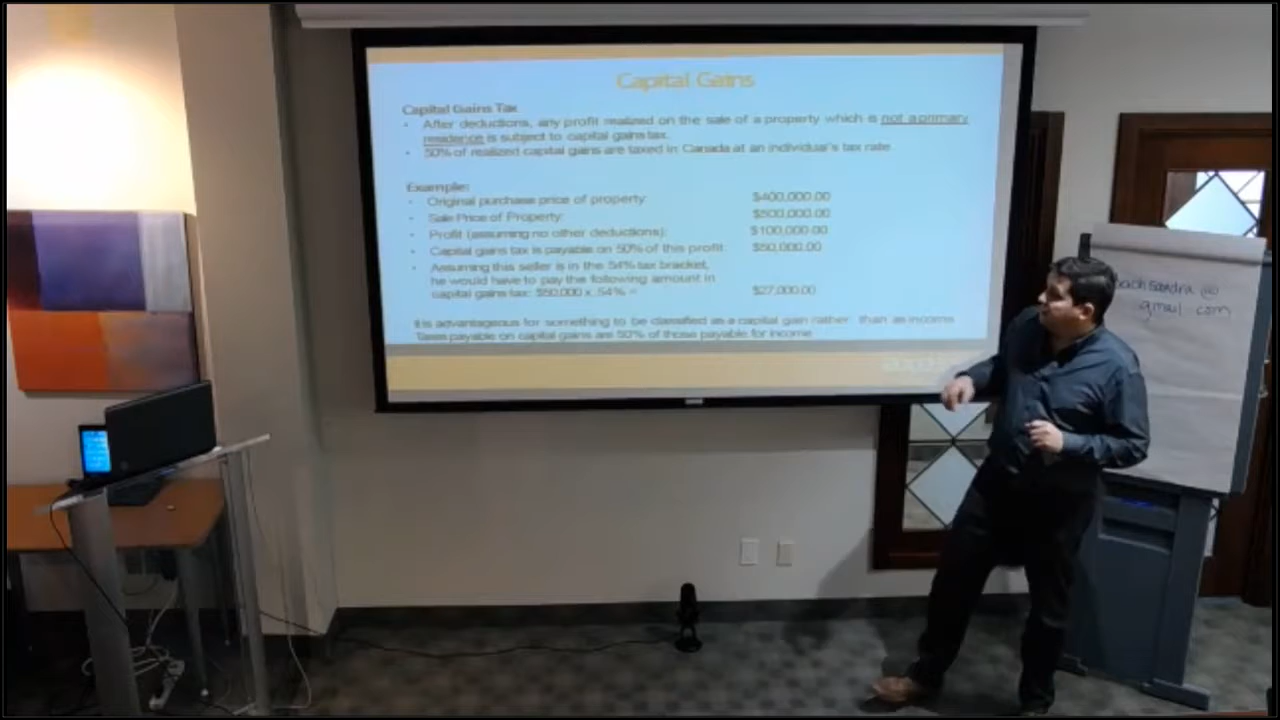 Capital Gains
Capital Gains Tax
• After deductions, any profit realized on the sale of a property which is not a primary
residence is subject to capital gains tax.
• 50% of realized capital gains are taxed in Canada at an individual's tax rate.
Example:
• Original purchase price of property: $400,000.00
• Sale Price of Property: $500,000.00
• Profit (assuming no other deductions): $100,000.00
• Capital gains tax is payable on 50% of this profit: $50,000.00
• Assuming this seller is in the 54% tax bracket,
he would have to pay the following amount in
capital gains tax: $50,000 x .54% = $27,000.00
It is advantageous for something to be classified as a capital gain rather than as income.
Taxes payable on capital gains are 50% of those payable for income.
sandra @
gmail com